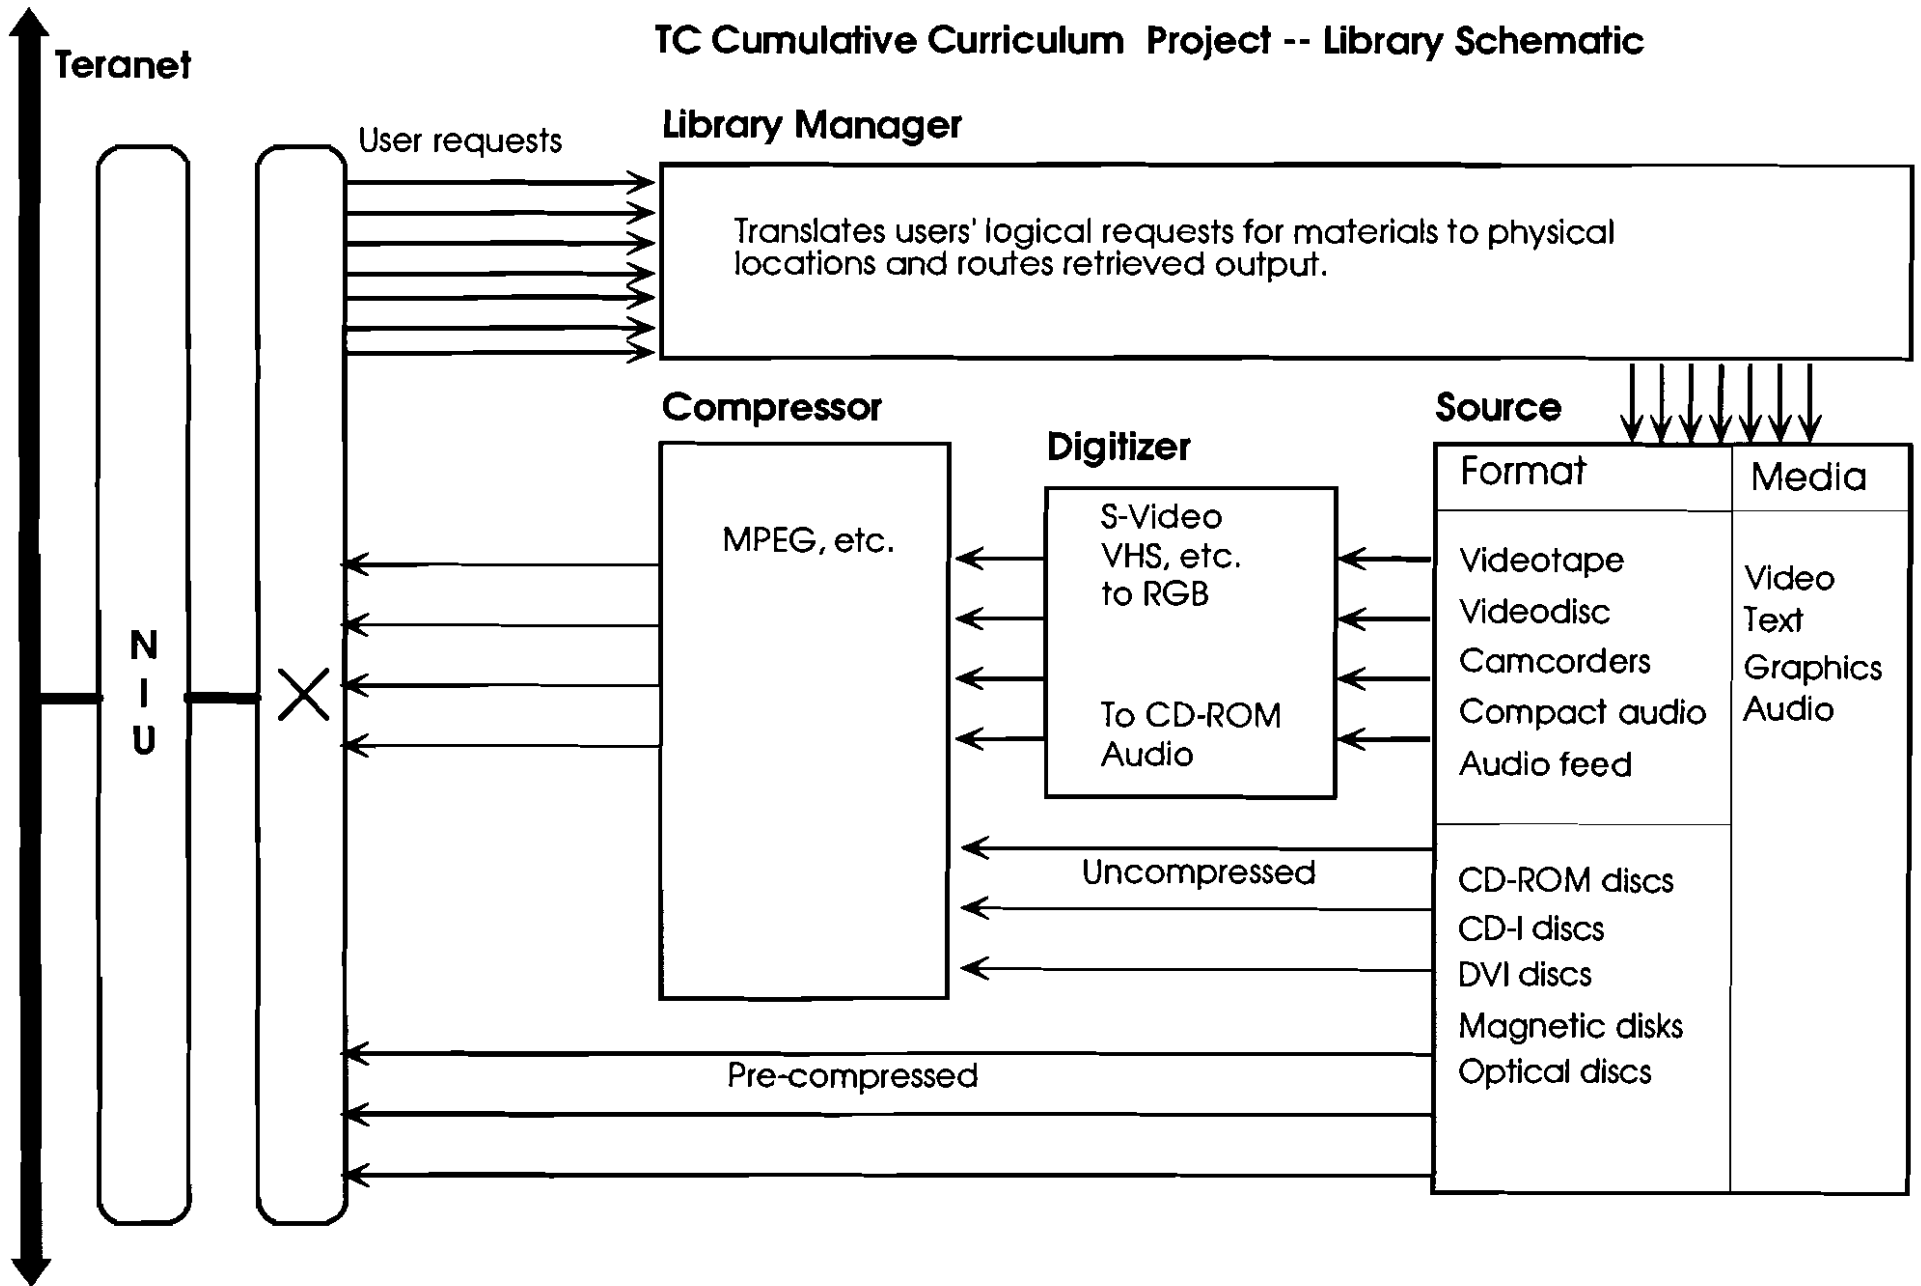 TC Cumulative Curriculum Project -- Library Schematic
Teranet
Library Manager
User requests
Translates users' logical requests for materials to physical
locations and routes retrieved output.
Compressor
Digitizer
Source
Format
Media
MPEG, etc.
S-Video
VHS, etc.
to RGB
To CD-ROM
Audio
Videotape
Videodisc
Camcorders
Compact audio
Audio feed
Video
Text
Graphics
Audio
N
I
U
Uncompressed
CD-ROM discs
CD-I discs
DVI discs
Magnetic disks
Optical discs
Pre-compressed